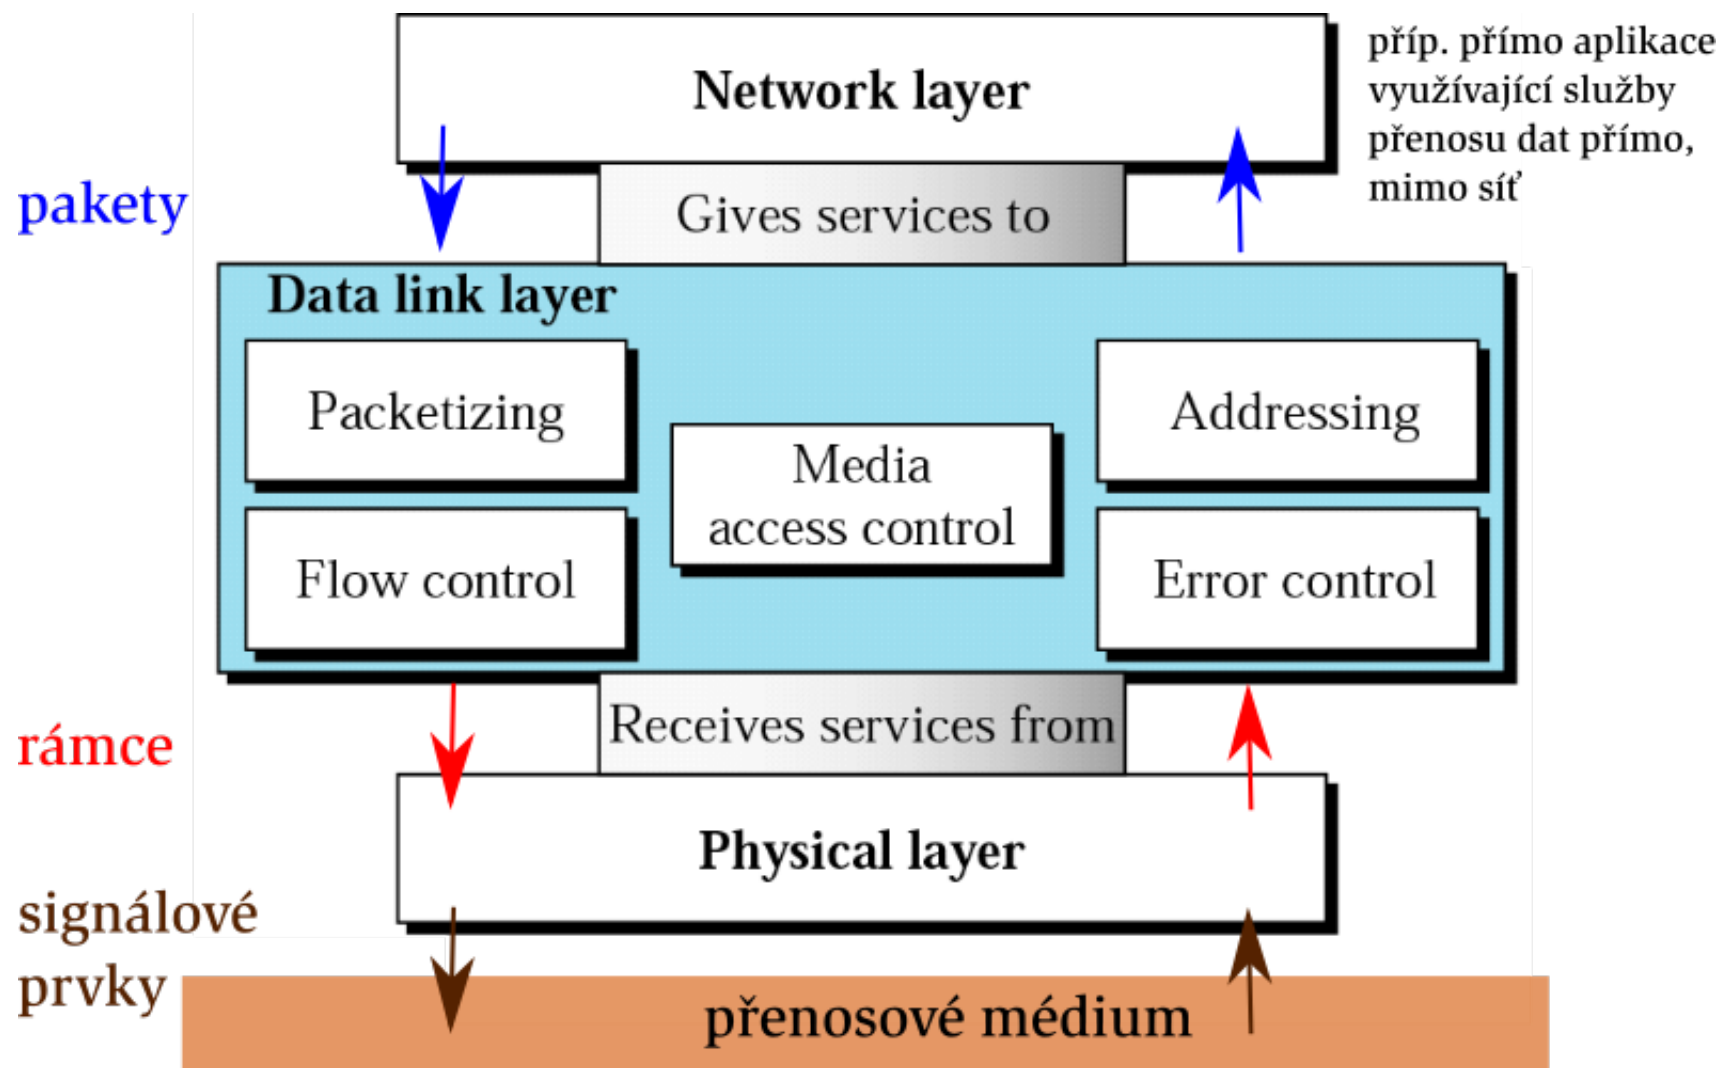 Network layer
příp. přímo aplikace
využívající služby
přenosu dat přímo,
mimo síť
pakety
Gives services to
Data link layer
Packetizing
Addressing
Media
access control
Flow control
Error control
rámce
Receives services from
Physical layer
signálové
prvky
přenosové médium